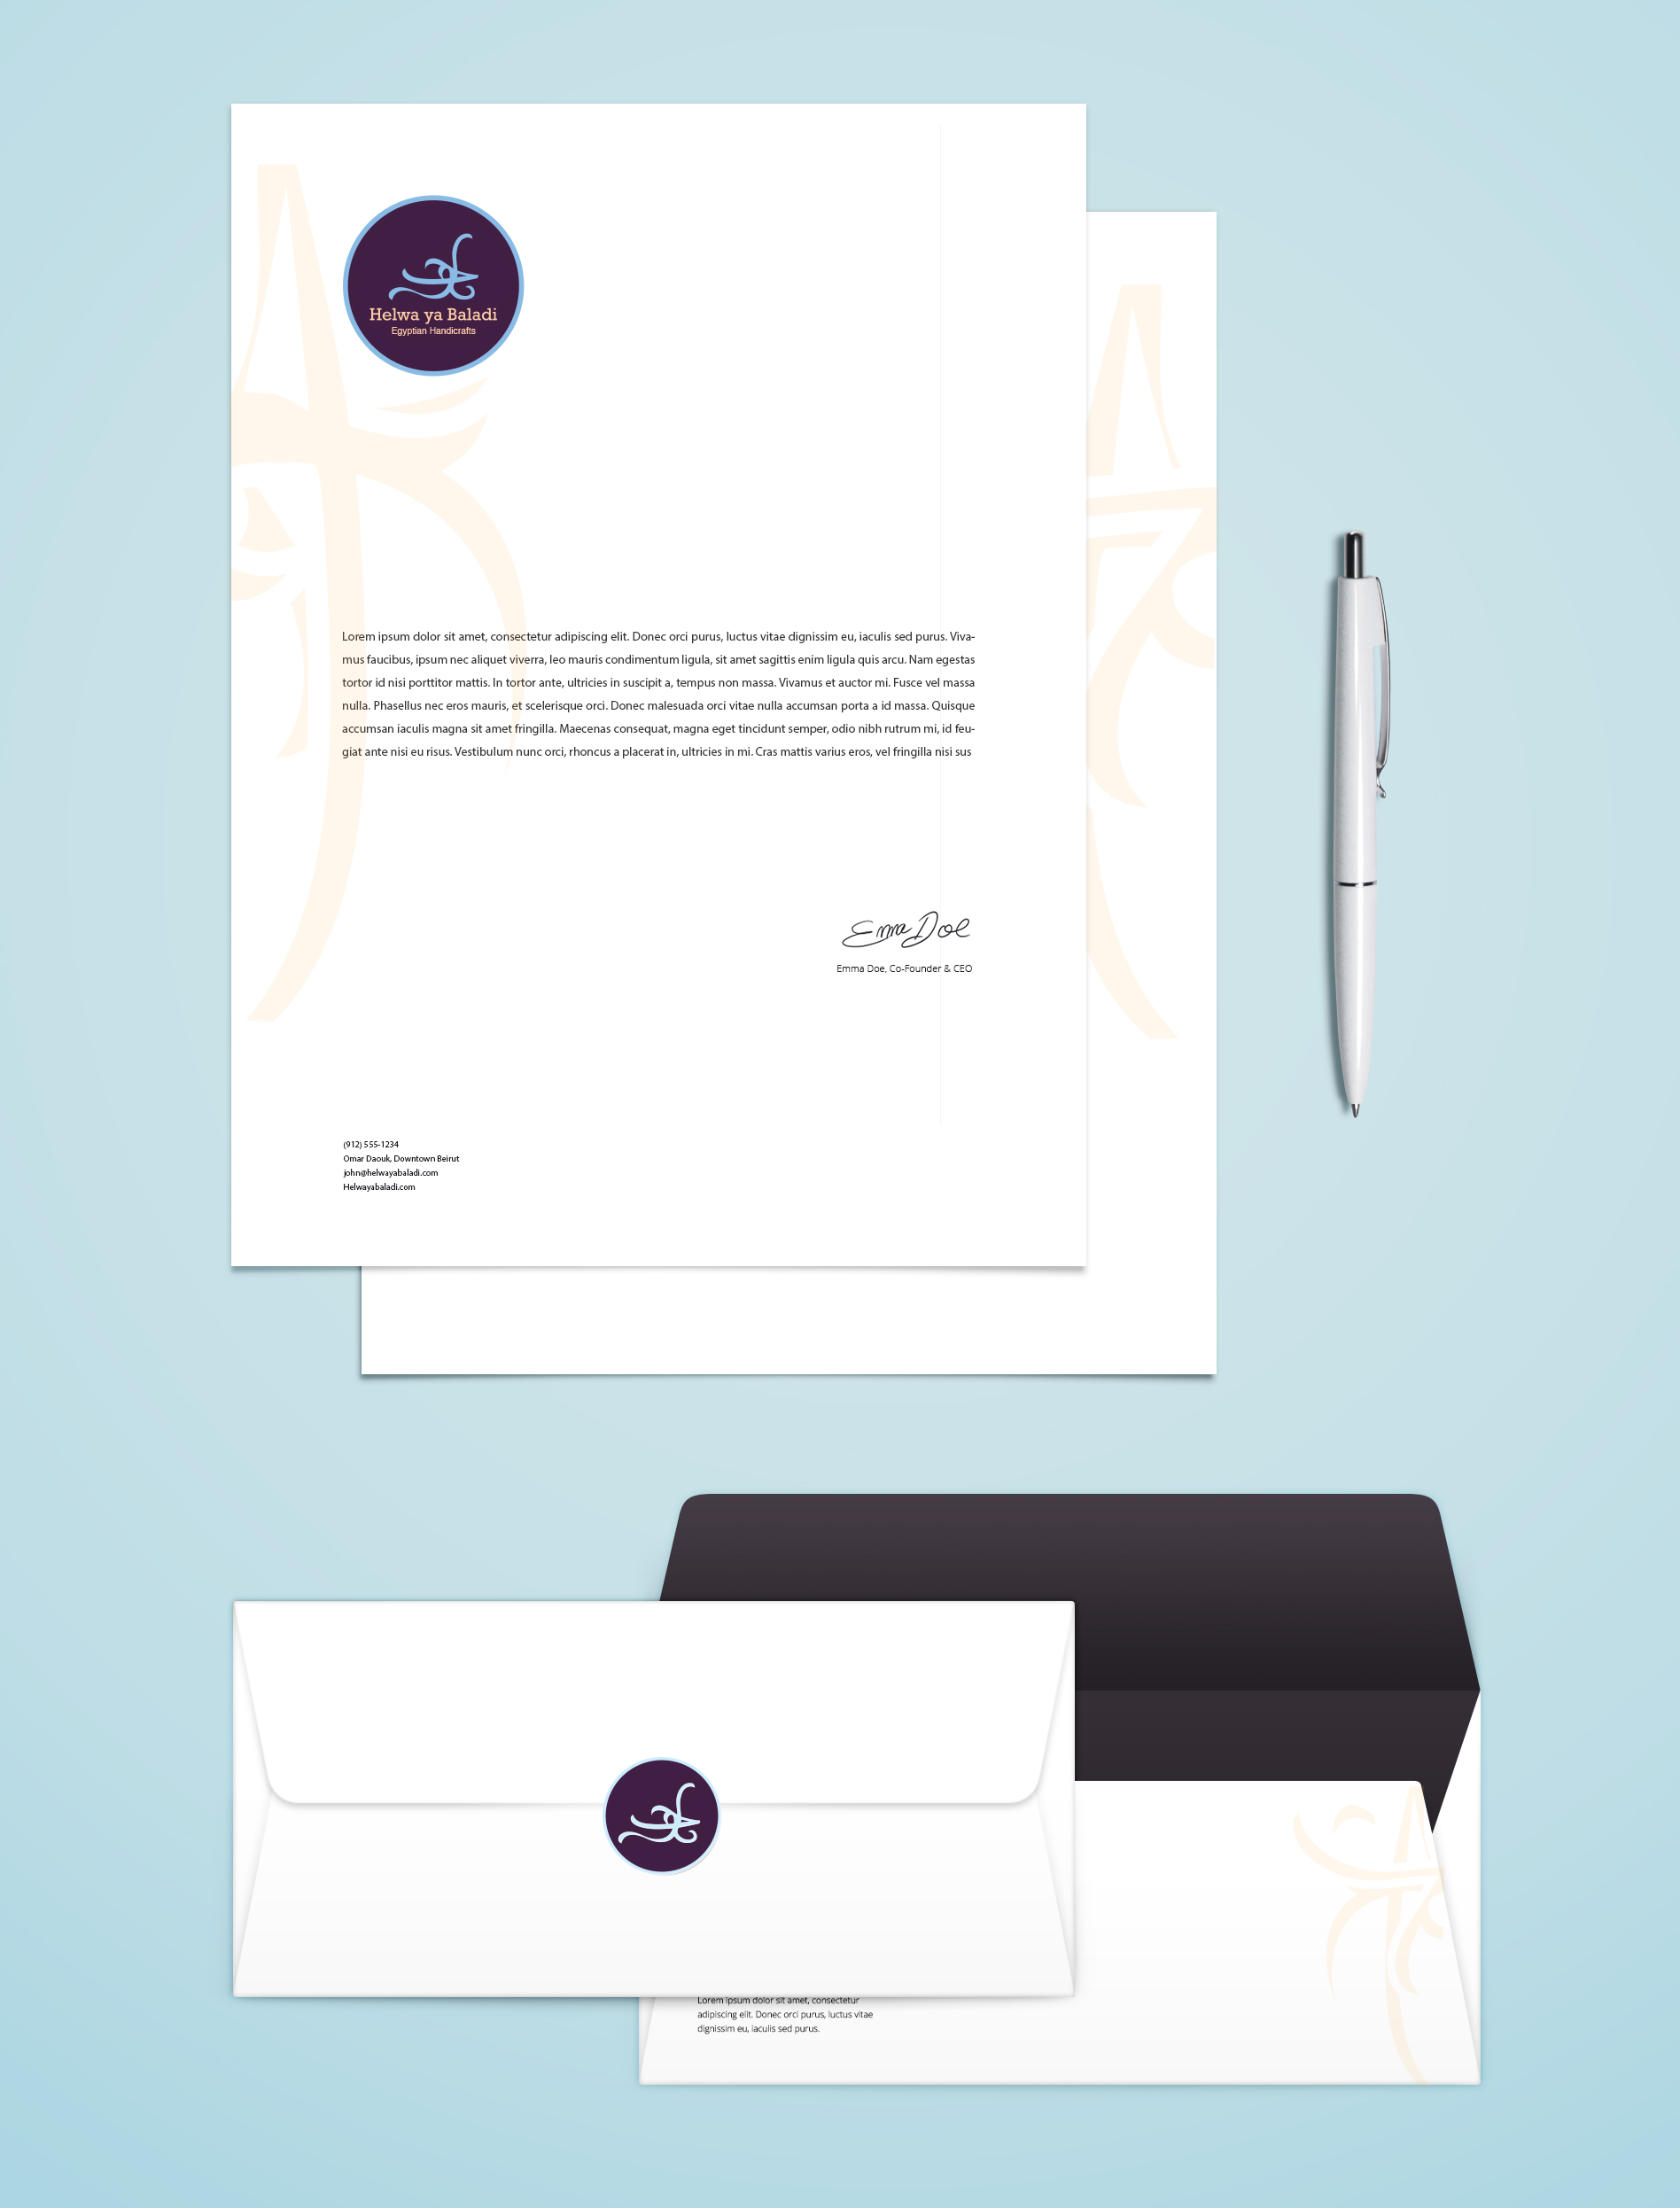 Helwa ya Baladi
Egyptian Handicrafts
Lorem ipsum dolor sit amet, consectetur adipiscing elit. Donec orci purus, luctus vitae dignissim eu, iaculis sed purus. Viva-
mus faucibus, ipsum nec aliquet viverra, leo mauris condimentum ligula, sit amet sagittis enim ligula quis arcu. Nam egestas
tortor id nisi porttitor mattis. In tortor ante, ultricies in suscipit a, tempus non massa. Vivamus et auctor mi. Fusce vel massa
nulla. Phasellus nec eros mauris, et scelerisque orci. Donec malesuada orci vitae nulla accumsan porta a id massa. Quisque
accumsan iaculis magna sit amet fringilla. Maecenas consequat, magna eget tincidunt semper, odio nibh rutrum mi, id feu-
giat ante nisi eu risus. Vestibulum nunc orci, rhoncus a placerat in, ultricies in mi. Cras mattis varius eros, vel fringilla nisi sus
Emma Doe
Emma Doe, Co-Founder & CEO
(912) 555-1234
Omar Daouk, Downtown Beirut
john@helwayabaladi.com
Helwayabaladi.com
Lorem ipsum dolor sit amet, consectetur
adipiscing elit. Donec orci purus, luctus vitae
dignissim eu, iaculis sed purus.